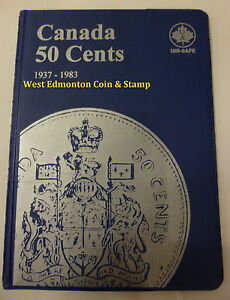 Canada
50 Cents
1937 - 1983
UNI-SAFE
West Edmonton Coin & Stamp
50 CENTS